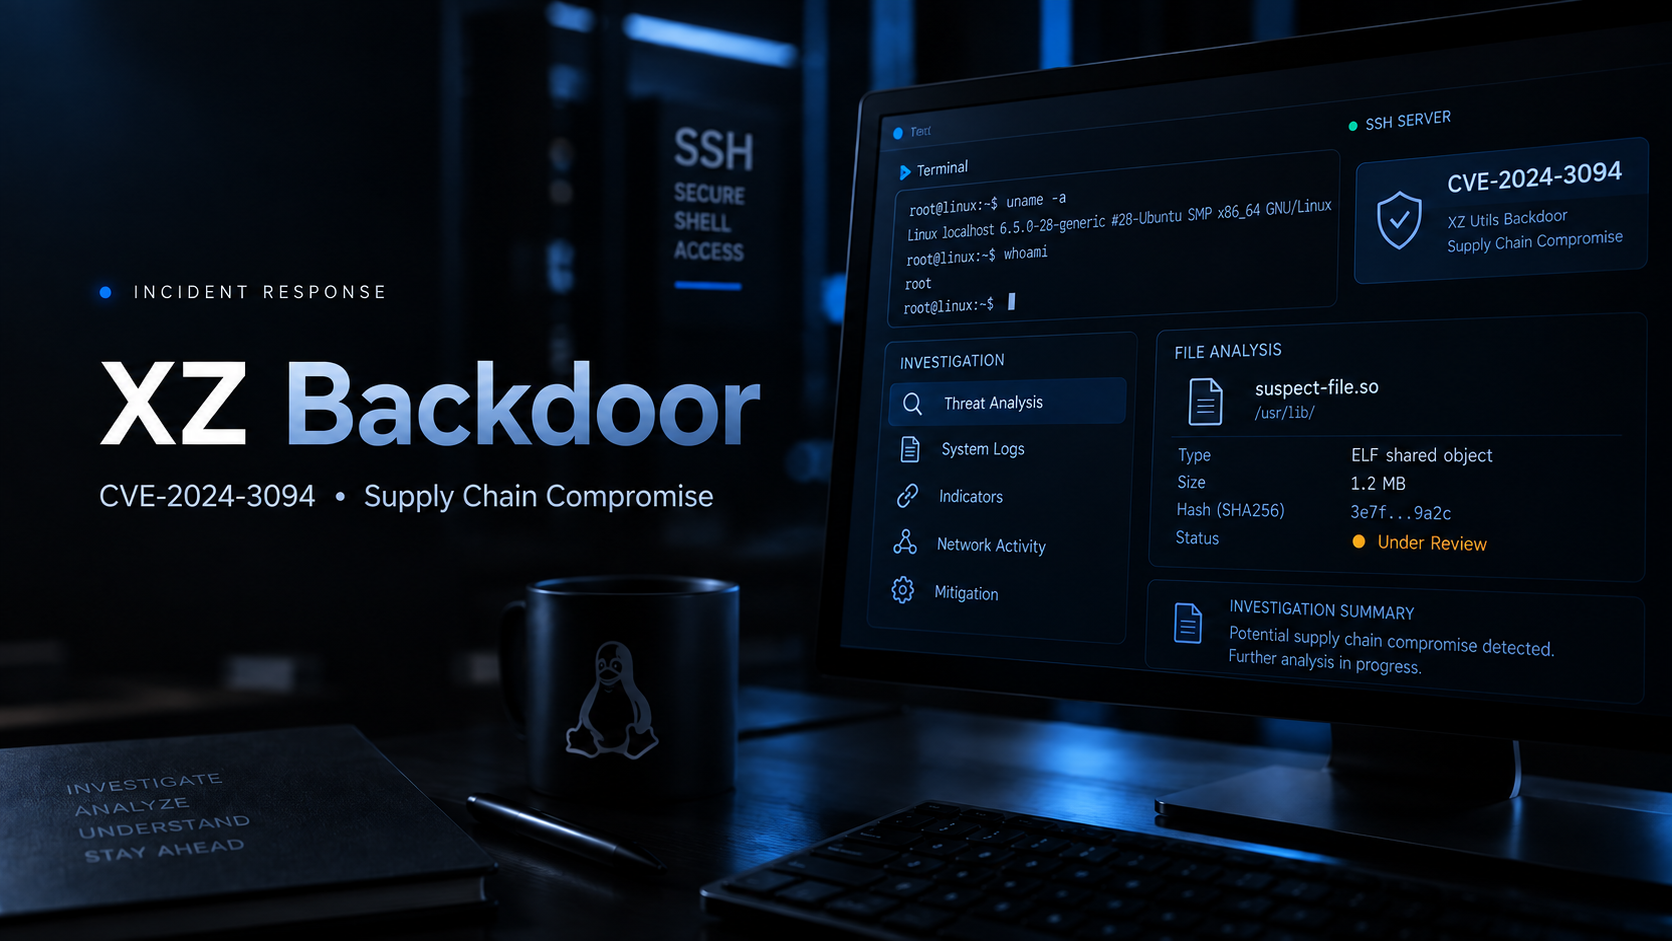 INCIDENT RESPONSE
XZ Backdoor
CVE-2024-3094 • Supply Chain Compromise
SSH
SECURE
SHELL
ACCESS
Terminal
root@linux:~$ uname -a
Linux localhost 6.5.0-28-generic #28-Ubuntu SMP x86_64 GNU/Linux
root@linux:~$ whoami
root
root@linux:~$
SSH SERVER
CVE-2024-3094
XZ Utils Backdoor
Supply Chain Compromise
INVESTIGATION
Threat Analysis
System Logs
Indicators
Network Activity
Mitigation
FILE ANALYSIS
suspect-file.so
/usr/lib/
Type ELF shared object
Size 1.2 MB
Hash (SHA256) 3e7f...9a2c
Status Under Review
INVESTIGATION SUMMARY
Potential supply chain compromise detected.
Further analysis in progress.
INVESTIGATE
ANALYZE
UNDERSTAND
STAY AHEAD